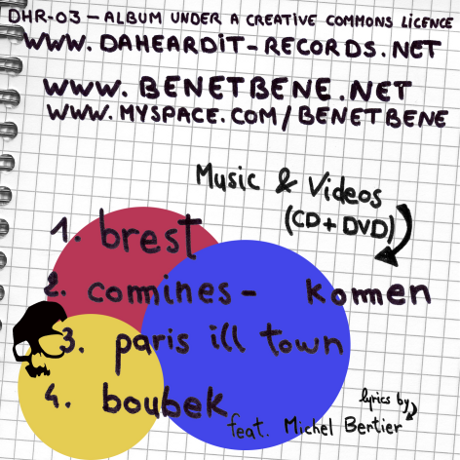 DHR-03 – ALBUM UNDER A CREATIVE COMMONS LICENCE
WWW.DAHEARDIT-RECORDS.NET
WWW.BENETBENE.NET
WWW.MYSPACE.COM/BENETBENE
Music & Videos
(CD+DVD)
1. brest
2. comines - komen
3. paris ill town
4. boubek
lyrics by
feat. Michel Bertier